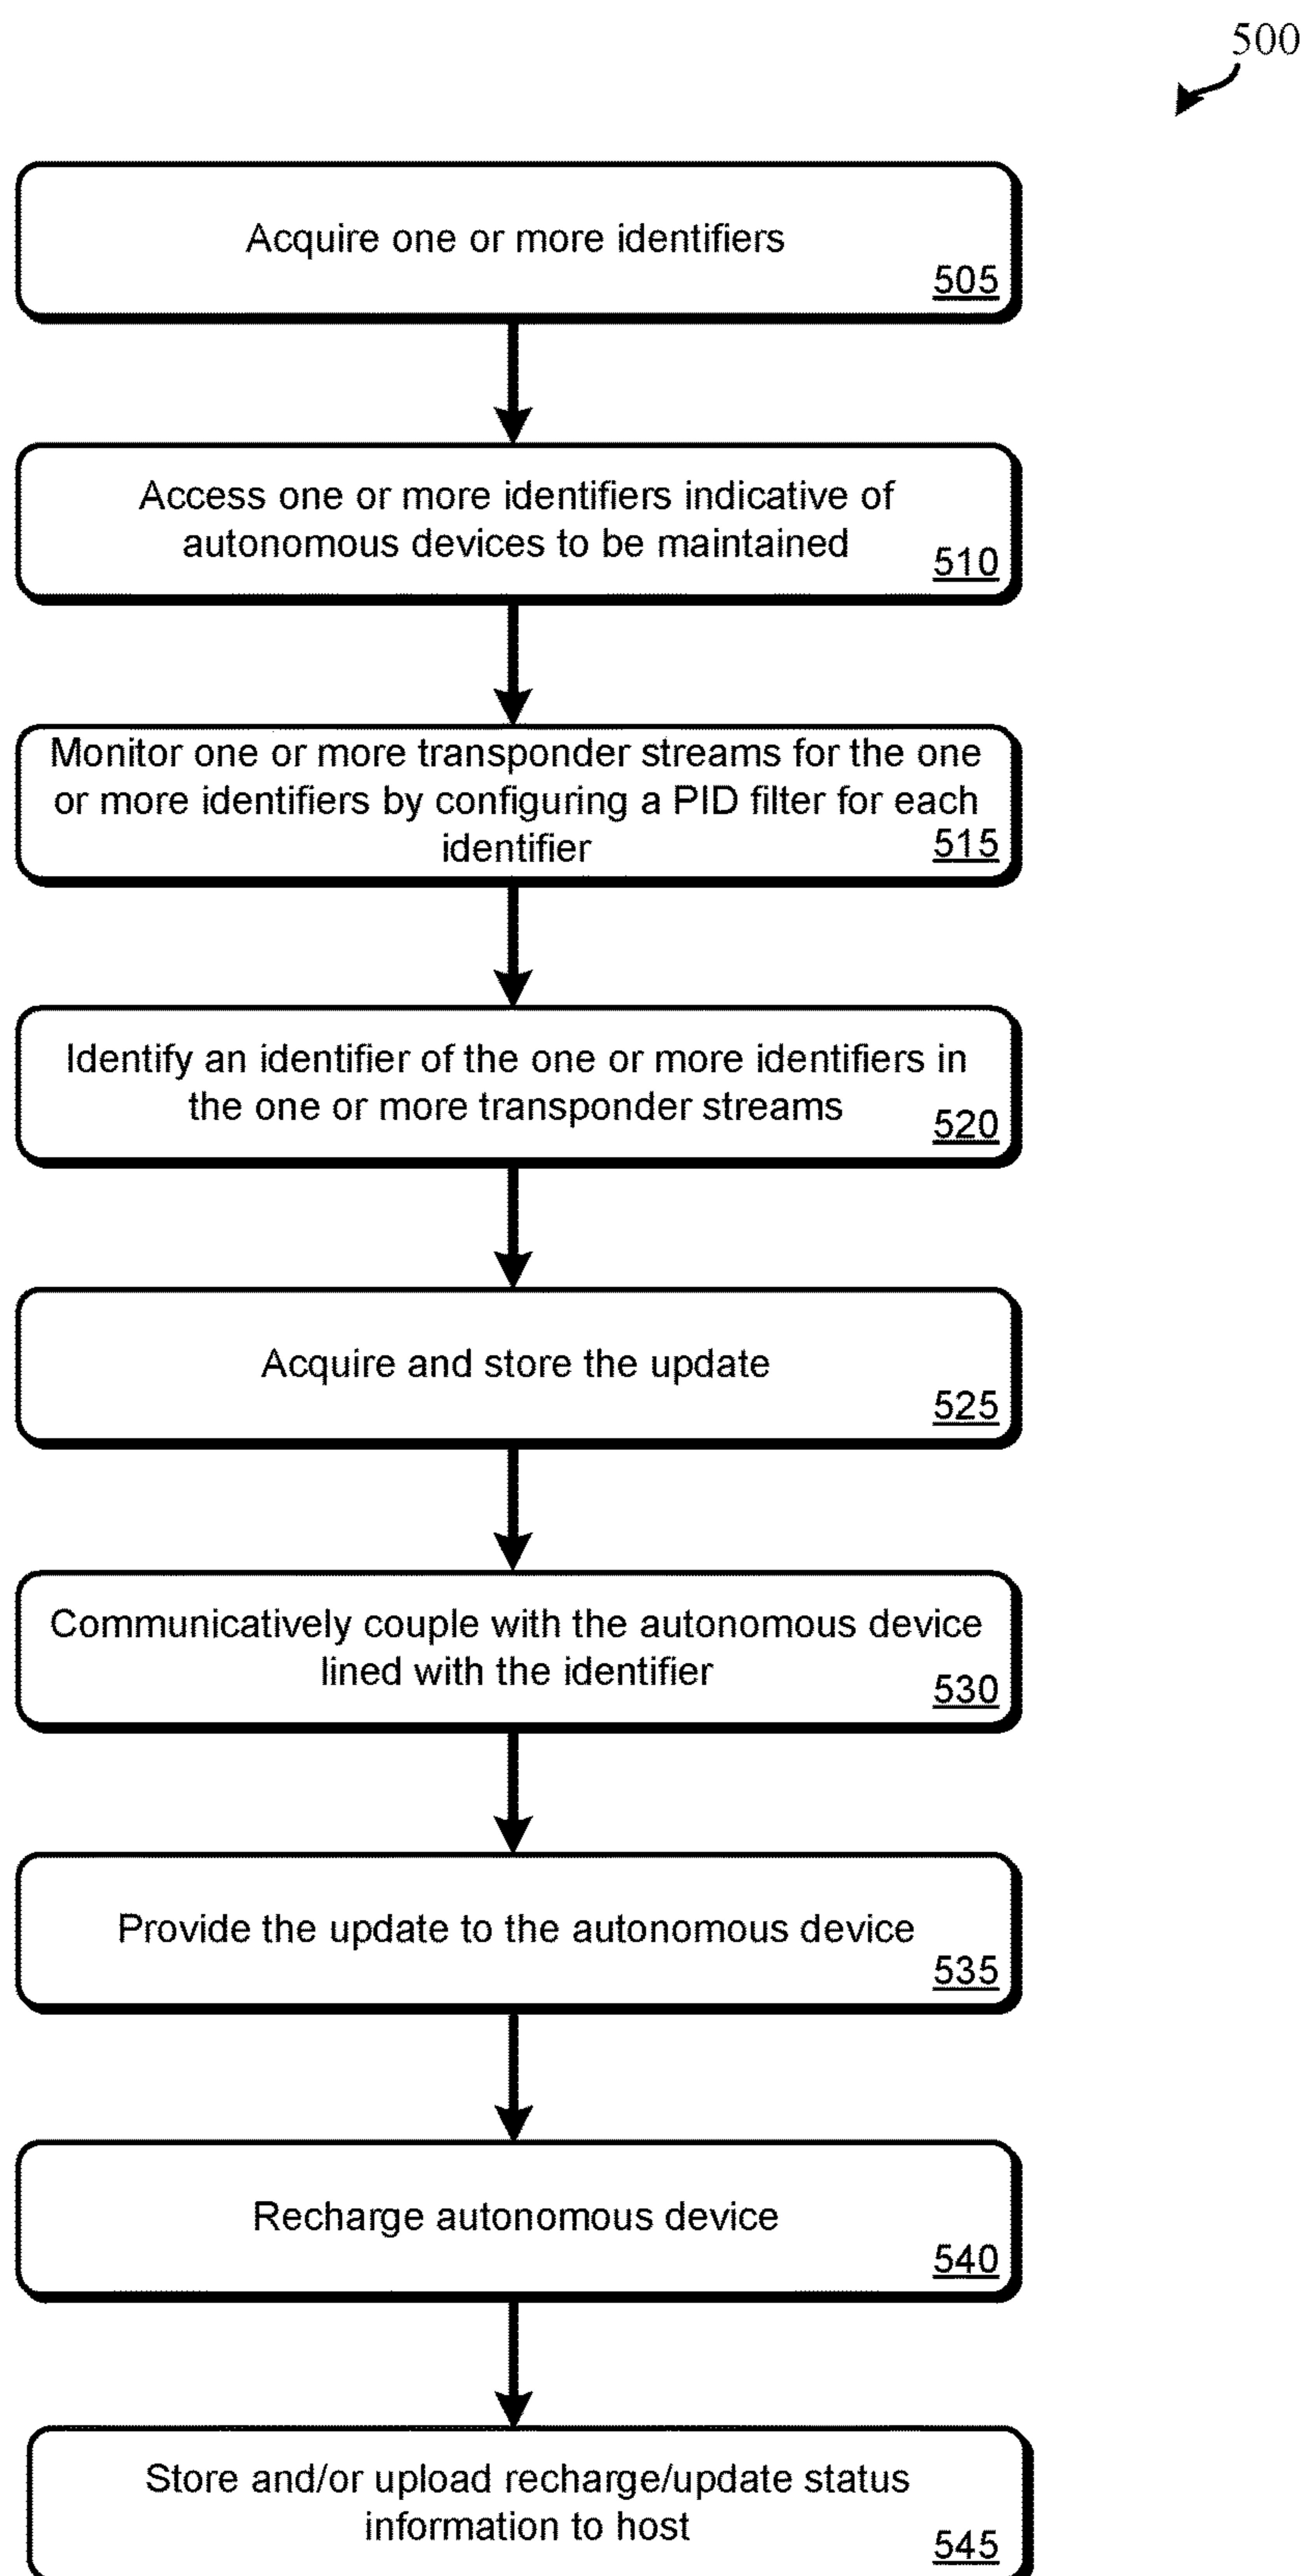 500
Acquire one or more identifiers
505
Access one or more identifiers indicative of
autonomous devices to be maintained
510
Monitor one or more transponder streams for the one
or more identifiers by configuring a PID filter for each
identifier
515
Identify an identifier of the one or more identifiers in
the one or more transponder streams
520
Acquire and store the update
525
Communicatively couple with the autonomous device
lined with the identifier
530
Provide the update to the autonomous device
535
Recharge autonomous device
540
Store and/or upload recharge/update status
information to host
545